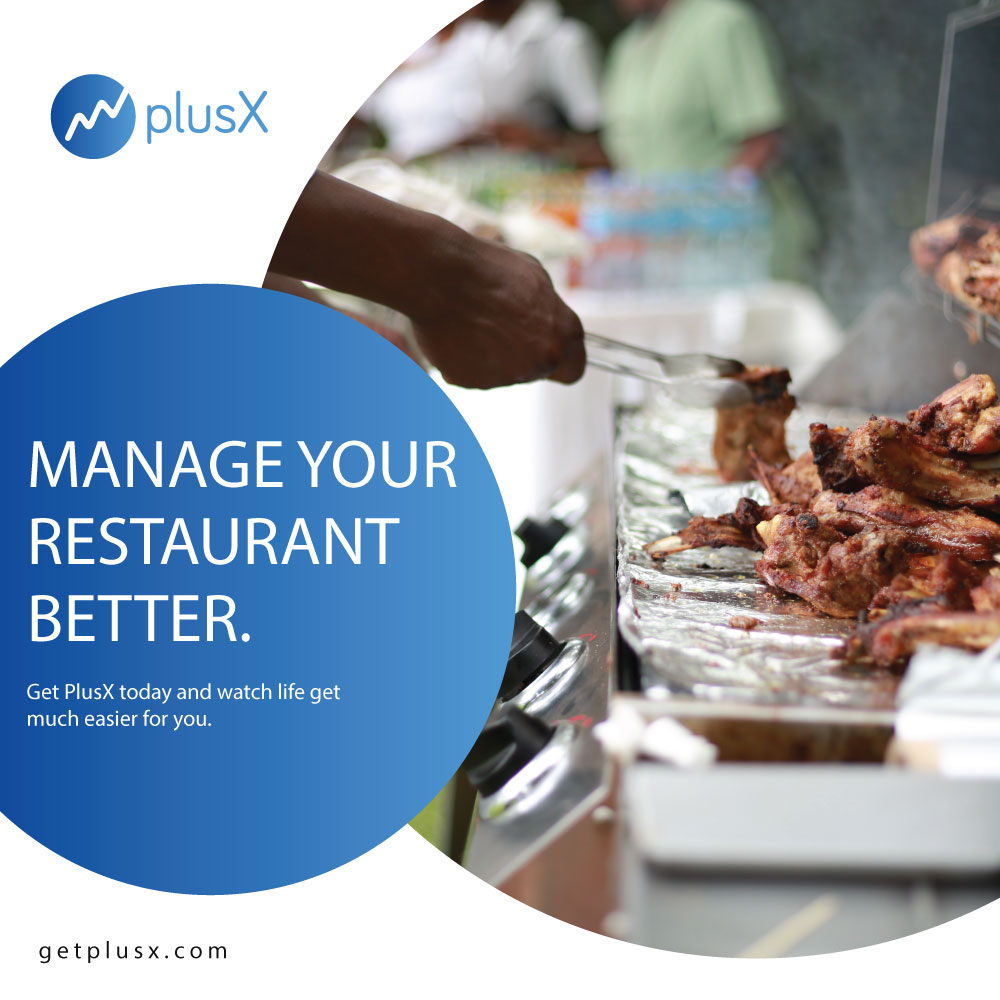 plusX
MANAGE YOUR
RESTAURANT
BETTER.
Get PlusX today and watch life get
much easier for you.
getplusx.com